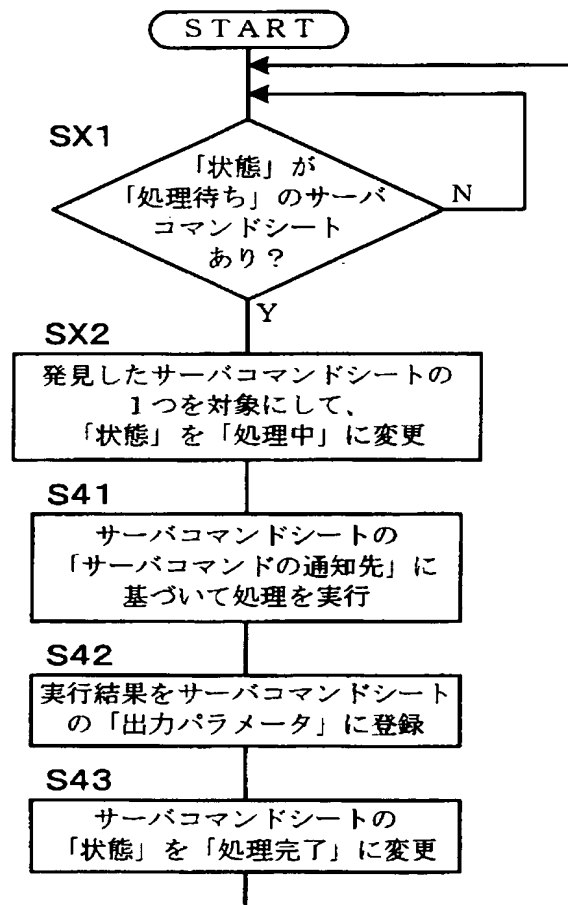 START
SX1
「状態」が
「処理待ち」のサーバ
コマンドシート
あり?
N
Y
SX2
発見したサーバコマンドシートの
1つを対象にして、
「状態」を「処理中」に変更
S41
サーバコマンドシートの
「サーバコマンドの通知先」に
基づいて処理を実行
S42
実行結果をサーバコマンドシート
の「出力パラメータ」に登録
S43
サーバコマンドシートの
「状態」を「処理完了」に変更